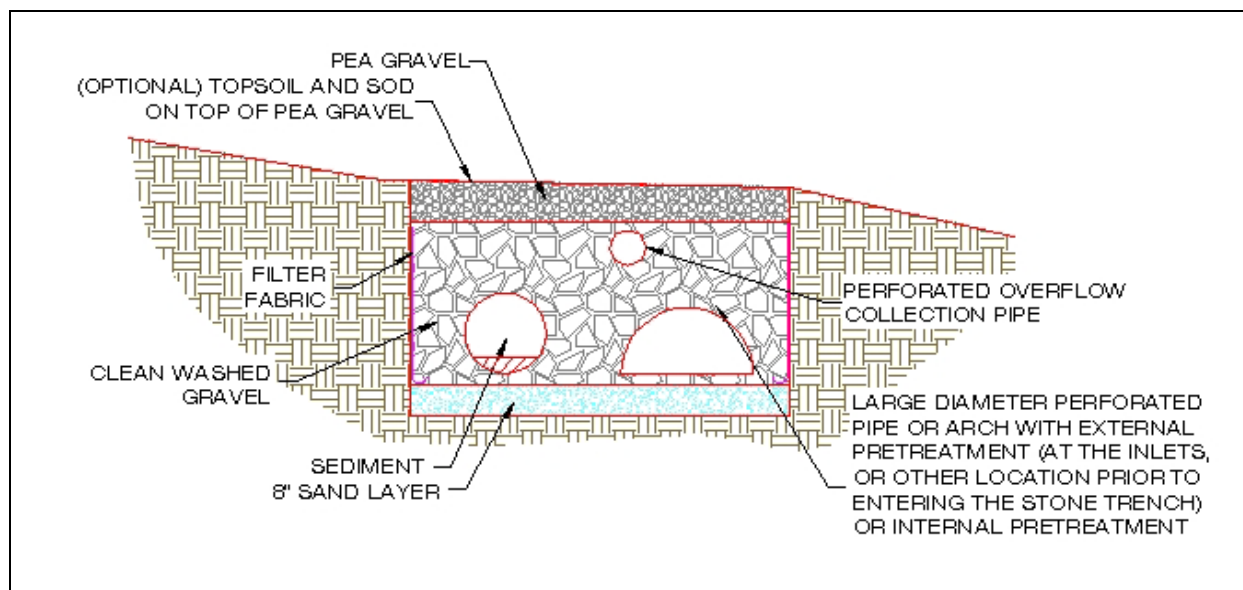 PEA GRAVEL
(OPTIONAL) TOPSOIL AND SOD
ON TOP OF PEA GRAVEL
FILTER
FABRIC
CLEAN WASHED
GRAVEL
SEDIMENT
8" SAND LAYER
PERFORATED OVERFLOW
COLLECTION PIPE
LARGE DIAMETER PERFORATED
PIPE OR ARCH WITH EXTERNAL
PRETREATMENT (AT THE INLETS,
OR OTHER LOCATION PRIOR TO
ENTERING THE STONE TRENCH)
OR INTERNAL PRETREATMENT